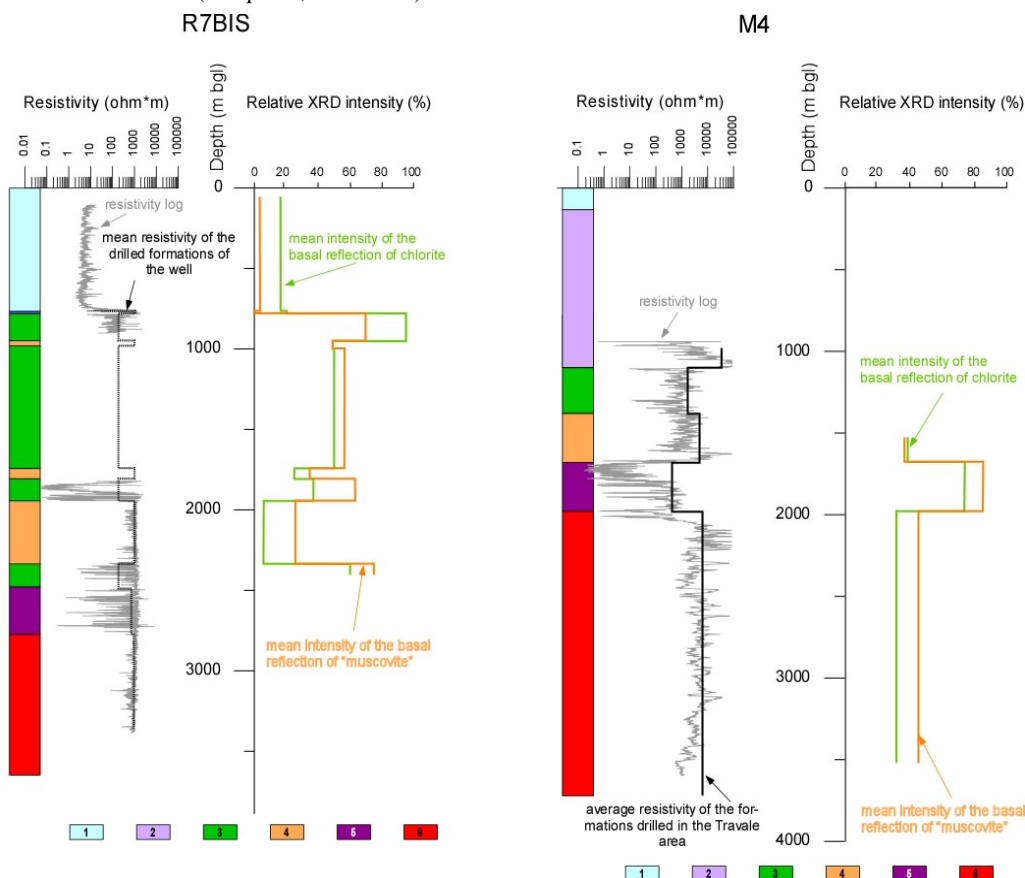 R7BIS
M4
Resistivity (ohm*m)
Depth (m bgl)
Relative XRD intensity (%)
0.01
0.1
1
10
100
1000
10000
100000
0
20
40
60
80
100
0
1000
2000
3000
resistivity log
mean resistivity of the
drilled formations of
the well
mean intensity of the
basal reflection of chlorite
mean intensity of the basal
reflection of "muscovite"
1
2
3
4
5
6
Resistivity (ohm*m)
Depth (m bgl)
Relative XRD intensity (%)
0.1
1
10
100
1000
10000
100000
0
20
40
60
80
100
0
1000
2000
3000
4000
resistivity log
mean intensity of the
basal reflection of chlorite
average resistivity of the for-
mations drilled in the Travale
area
mean intensity of the basal
reflection of "muscovite"
1
2
3
4
5
6